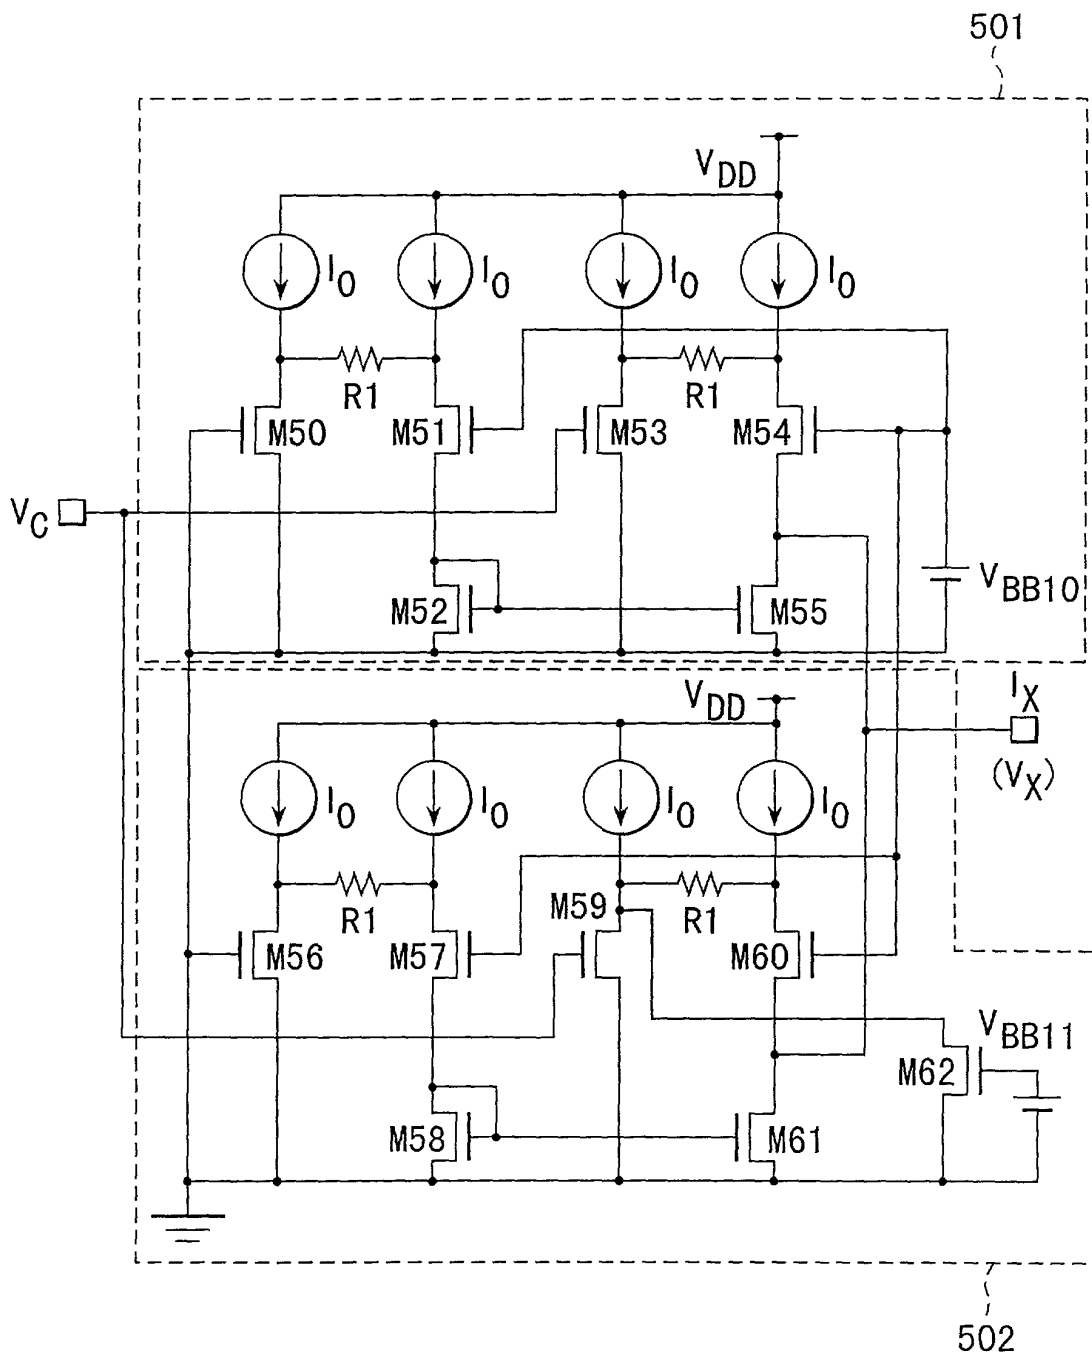 501
VDD
I0 I0 I0 I0
R1 R1
M50 M51 M53 M54
VC
M52 M55 VBB10
VDD IX
(VX)
I0 I0 I0 I0
R1 M59 R1
M56 M57 M60
VBB11
M62
M58 M61
502